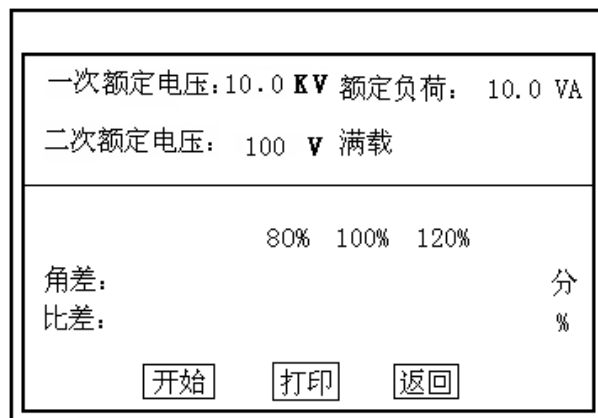 一次额定电压:10.0 KV 额定负荷: 10.0 VA
二次额定电压: 100 V 满载
80% 100% 120%
角差: 分
比差: %
开始 打印 返回